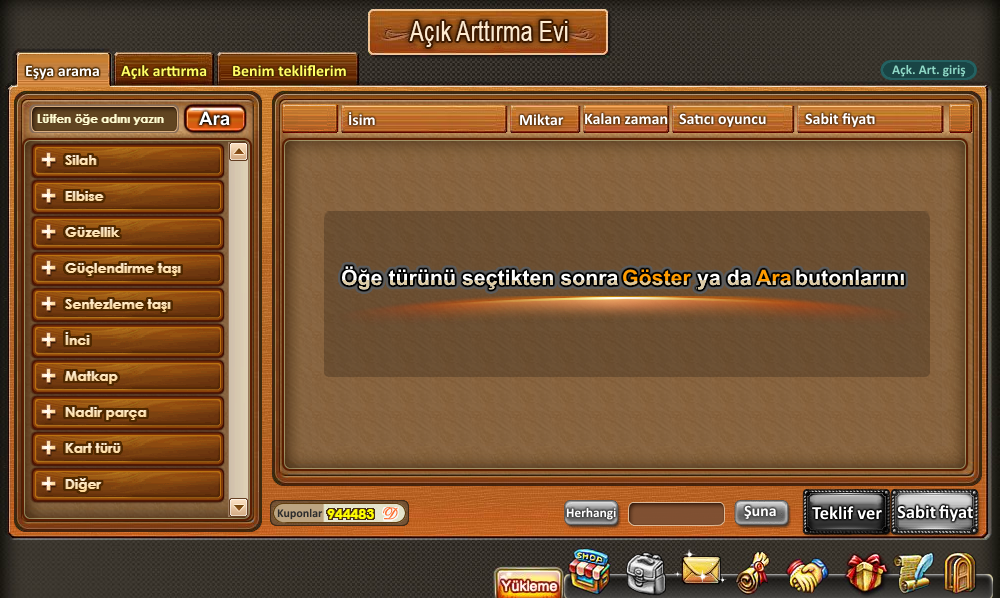 Açık Arttırma Evi
Eşya arama
Açık arttırma
Benim tekliflerim
Açk. Art. giriş
Lütfen öğe adını yazın
Ara
İsim
Miktar
Kalan zaman
Satıcı oyuncu
Sabit fiyatı
Silah
Elbise
Güzellik
Güçlendirme taşı
Sentezleme taşı
İnci
Matkap
Nadir parça
Kart türü
Diğer
Öğe türünü seçtikten sonra Göster ya da Ara butonlarını
Kuponlar 944483
Herhangi
Şuna
Teklif ver
Sabit fiyat
SHOP
Yükleme